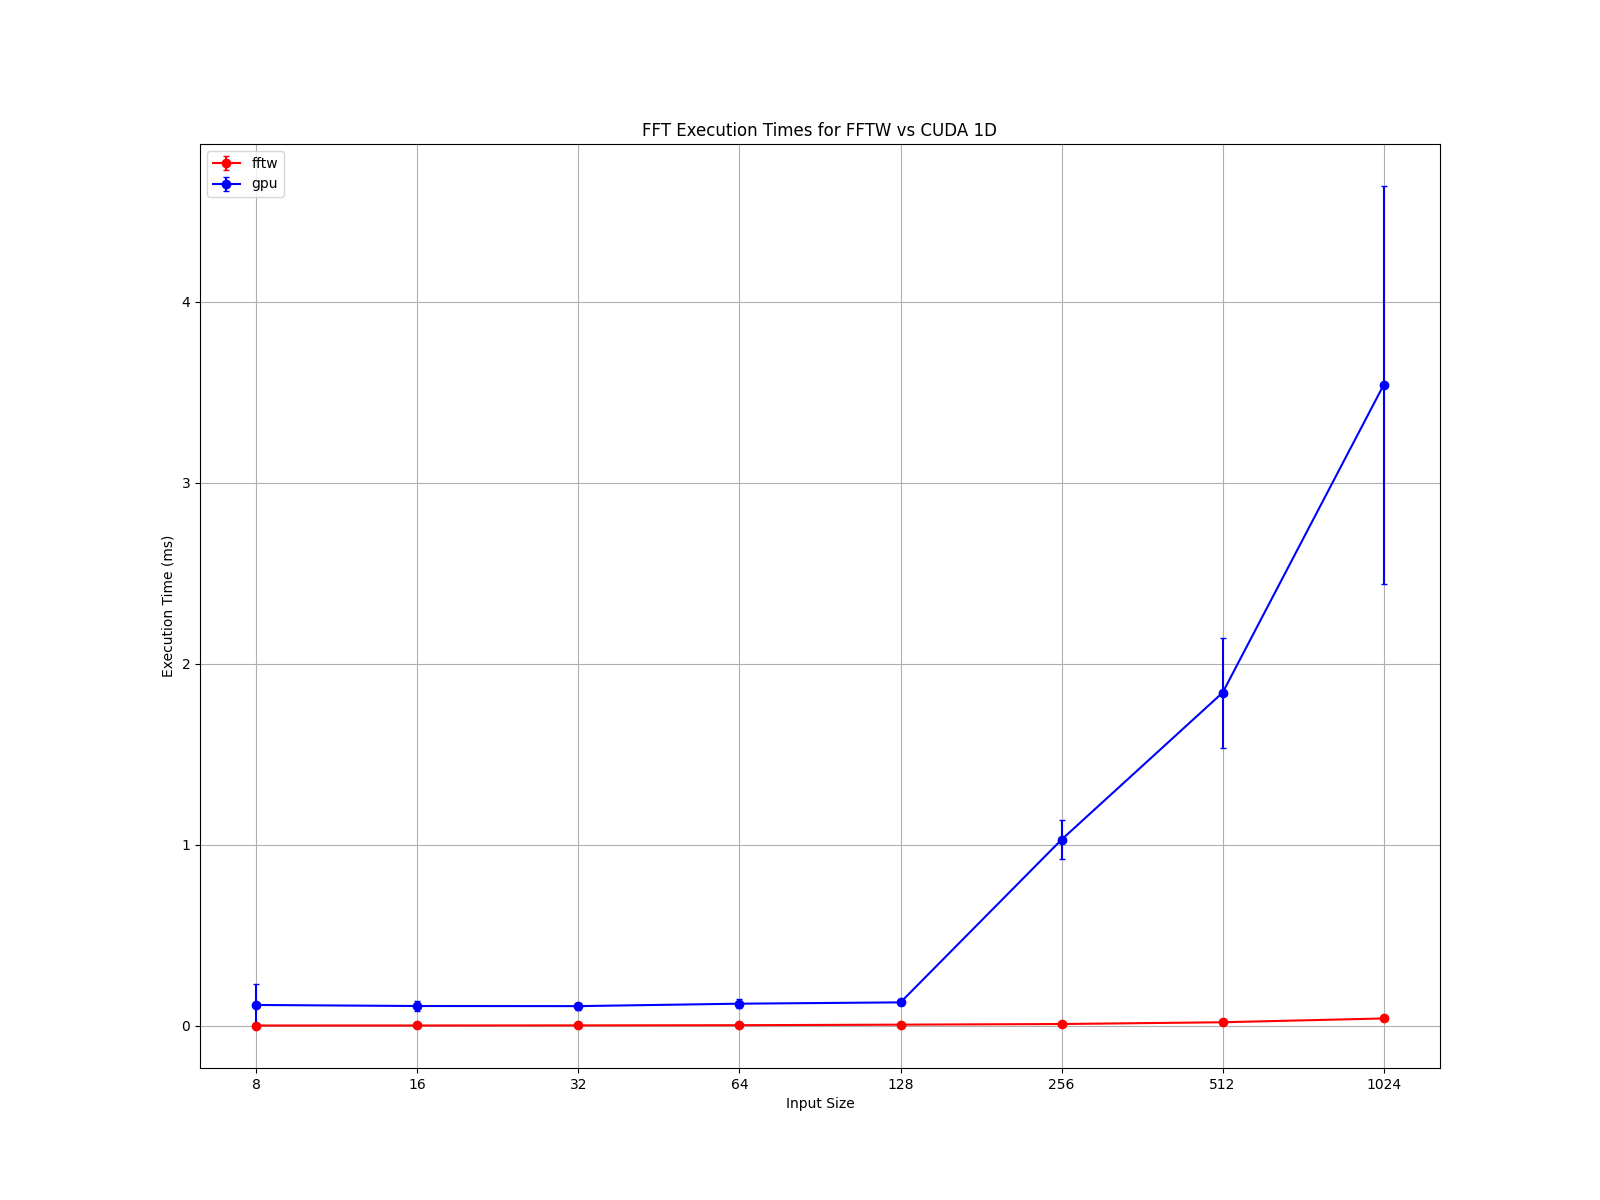 FFT Execution Times for FFTW vs CUDA 1D
fftw
gpu
4
3
2
1
0
Execution Time (ms)
8 16 32 64 128 256 512 1024
Input Size